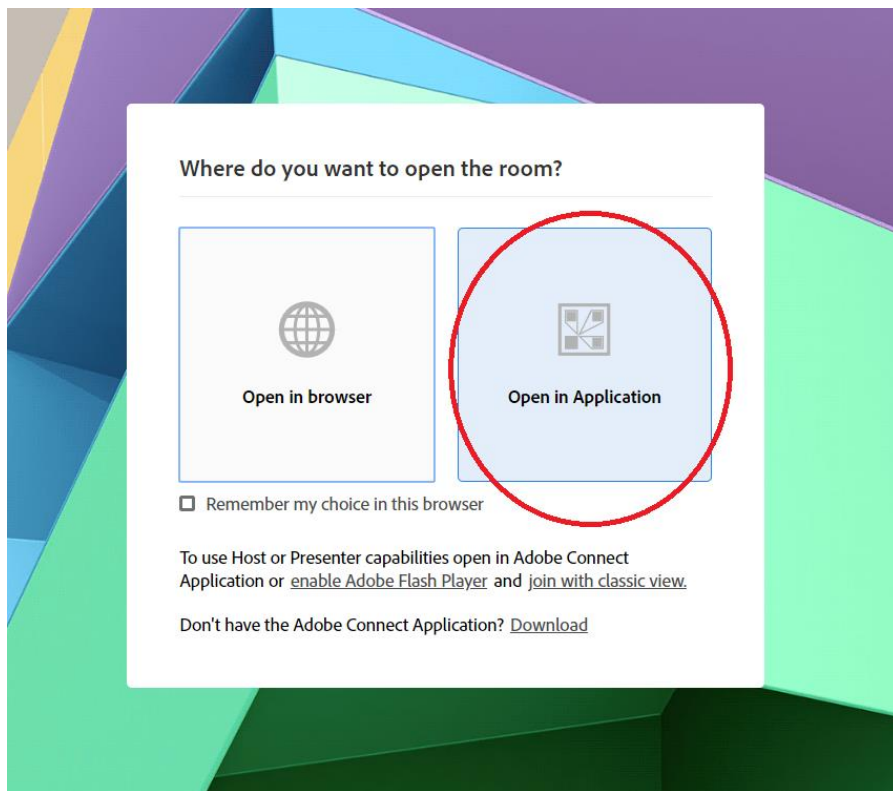 Where do you want to open the room?
Open in browser
Open in Application
Remember my choice in this browser
To use Host or Presenter capabilities open in Adobe Connect
Application or enable Adobe Flash Player and join with classic view.
Don't have the Adobe Connect Application? Download